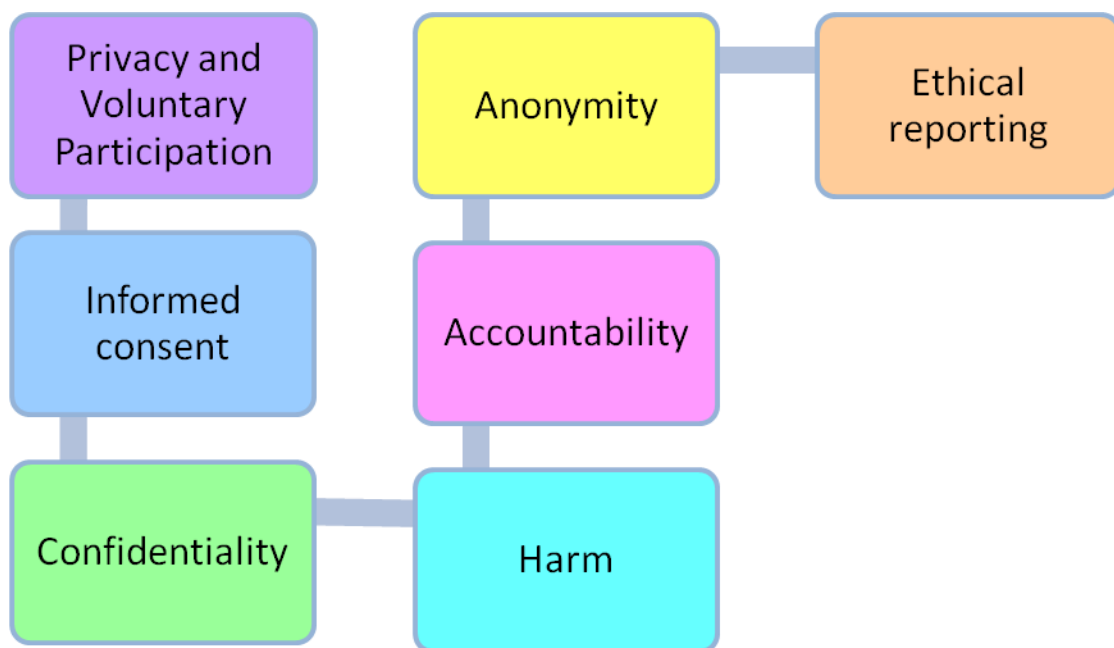 Privacy and
Voluntary
Participation
Informed
consent
Confidentiality
Harm
Accountability
Anonymity
Ethical
reporting